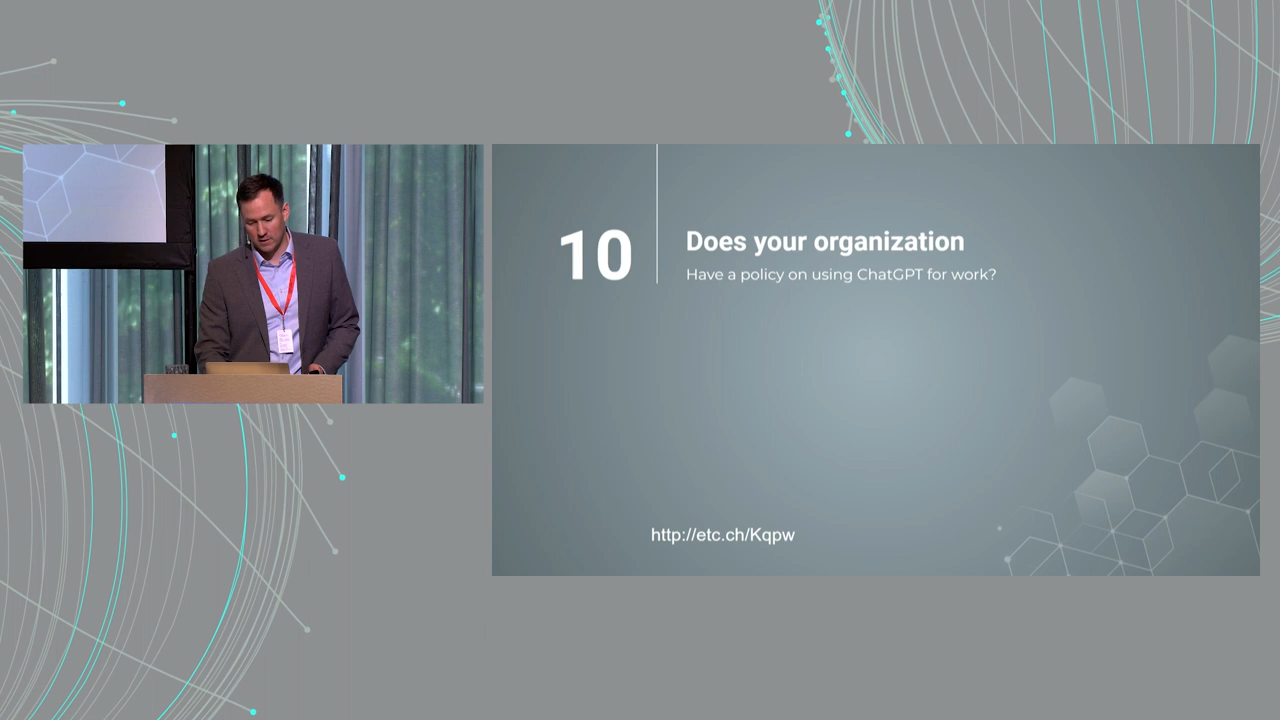 10
Does your organization
Have a policy on using ChatGPT for work?
http://etc.ch/Kqpw